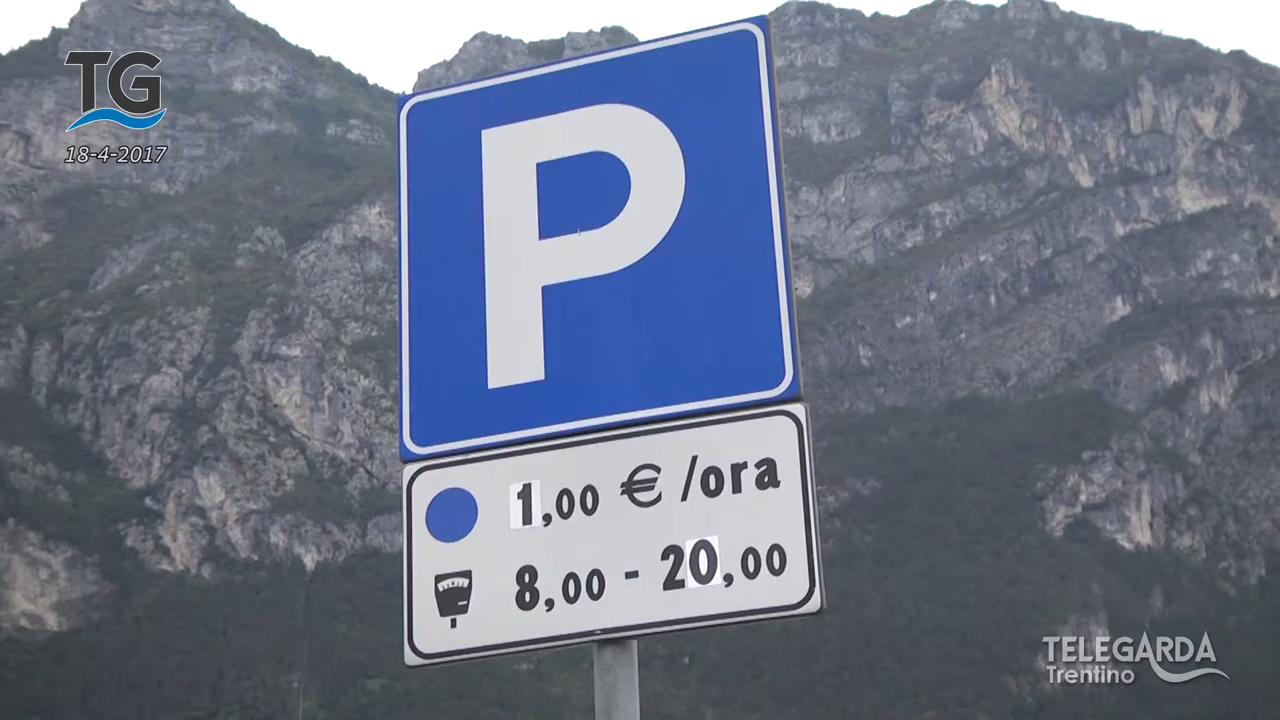 TG
18-4-2017
P
1,00 € /ora
8,00 - 20,00
TELEGARDA
Trentino